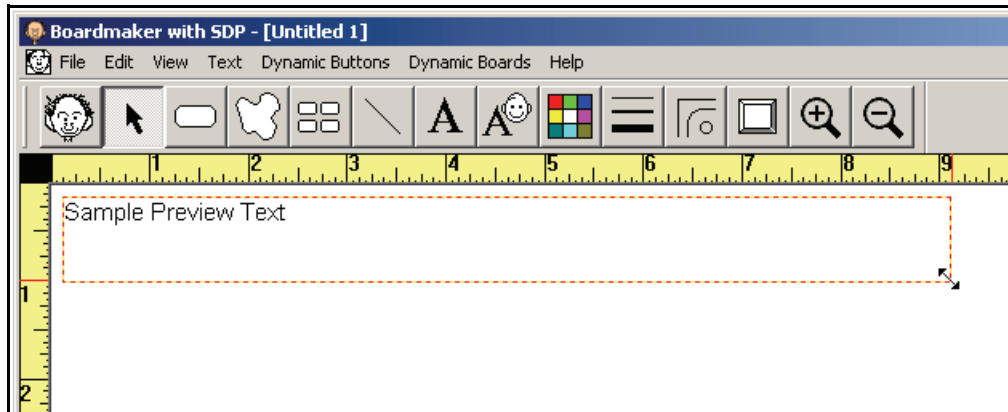 Boardmaker with SDP - [Untitled 1]
File Edit View Text Dynamic Buttons Dynamic Boards Help
A A
1 2 3 4 5 6 7 8 9
Sample Preview Text
1
2